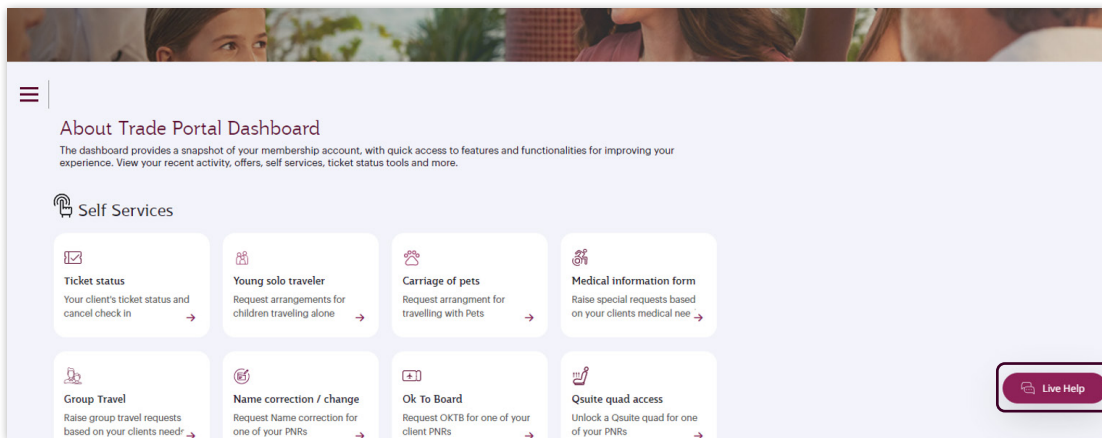 About Trade Portal Dashboard
The dashboard provides a snapshot of your membership account, with quick access to features and functionalities for improving your
experience. View your recent activity, offers, self services, ticket status tools and more.
Self Services
Ticket status
Your client's ticket status and
cancel check in
Young solo traveler
Request arrangements for
children traveling alone
Carriage of pets
Request arrangment for
travelling with Pets
Medical information form
Raise special requests based
on your clients medical nee
Group Travel
Raise group travel requests
based on your clients needs
Name correction / change
Request Name correction for
one of your PNRs
Ok To Board
Request OKTB for one of your
client PNRs
Qsuite quad access
Unlock a Qsuite quad for one
of your PNRs
Live Help